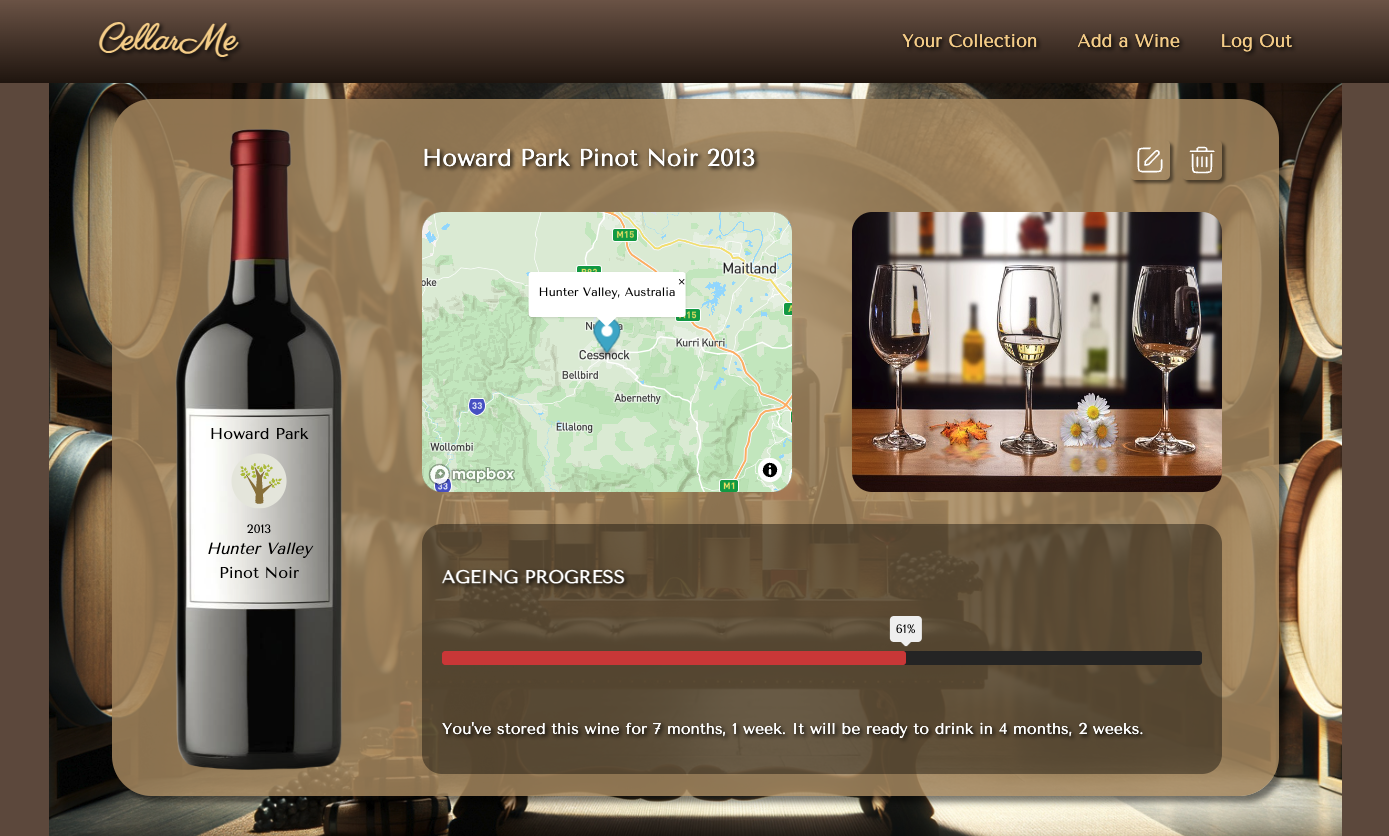 CellarMe
Your Collection
Add a Wine
Log Out
Howard Park Pinot Noir 2013
M15
Maitland
Hunter Valley, Australia
×
Kurri Kurri
Cessnock
Bellbird
Abernethy
33
Ellalong
Wollombi
mapbox
33
M1
Howard Park
2013
Hunter Valley
Pinot Noir
AGEING PROGRESS
61%
You've stored this wine for 7 months, 1 week. It will be ready to drink in 4 months, 2 weeks.